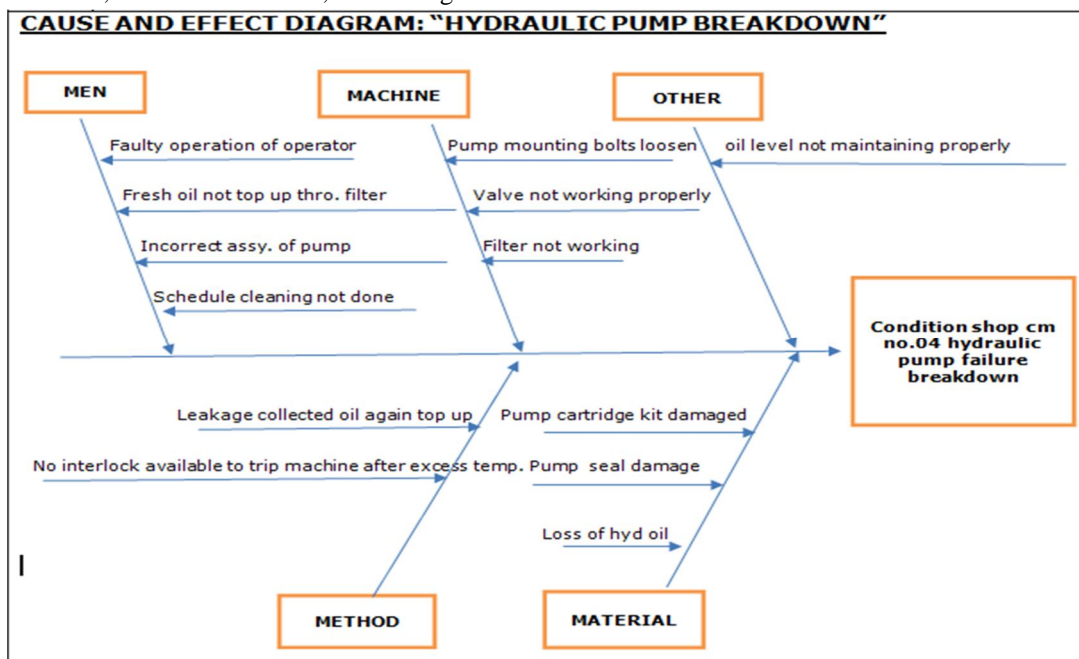 CAUSE AND EFFECT DIAGRAM: “HYDRAULIC PUMP BREAKDOWN”
MEN
MACHINE
OTHER
Faulty operation of operator
Fresh oil not top up thro. filter
Incorrect assy. of pump
Schedule cleaning not done
Pump mounting bolts loosen
Valve not working properly
Filter not working
oil level not maintaining properly
Condition shop cm
no.04 hydraulic
pump failure
breakdown
Leakage collected oil again top up
No interlock available to trip machine after excess temp.
Pump cartridge kit damaged
Pump seal damage
Loss of hyd oil
METHOD
MATERIAL